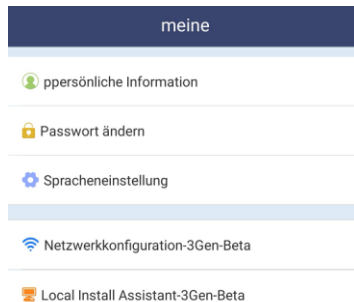 meine
ppersönliche Information
Passwort ändern
Spracheneinstellung
Netzwerkkonfiguration-3Gen-Beta
Local Install Assistant-3Gen-Beta